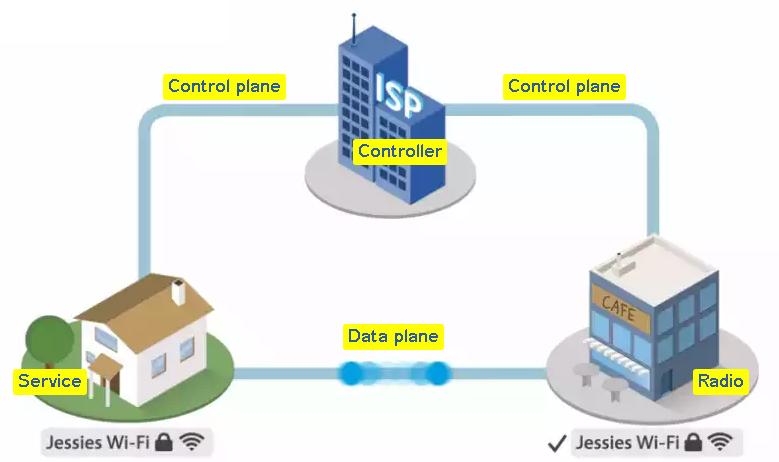 Control plane
Control plane
ISP
Controller
CAFE
Data plane
Service
Radio
Jessies Wi-Fi
Jessies Wi-Fi